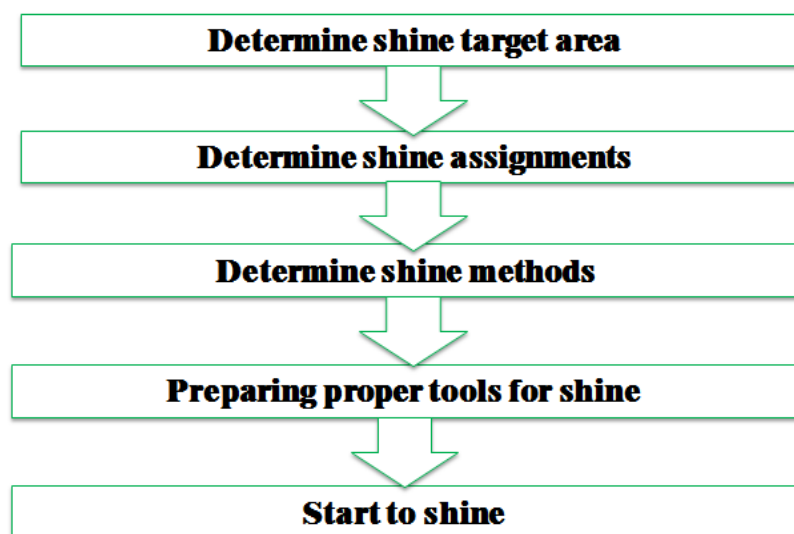 Determine shine target area
Determine shine assignments
Determine shine methods
Preparing proper tools for shine
Start to shine